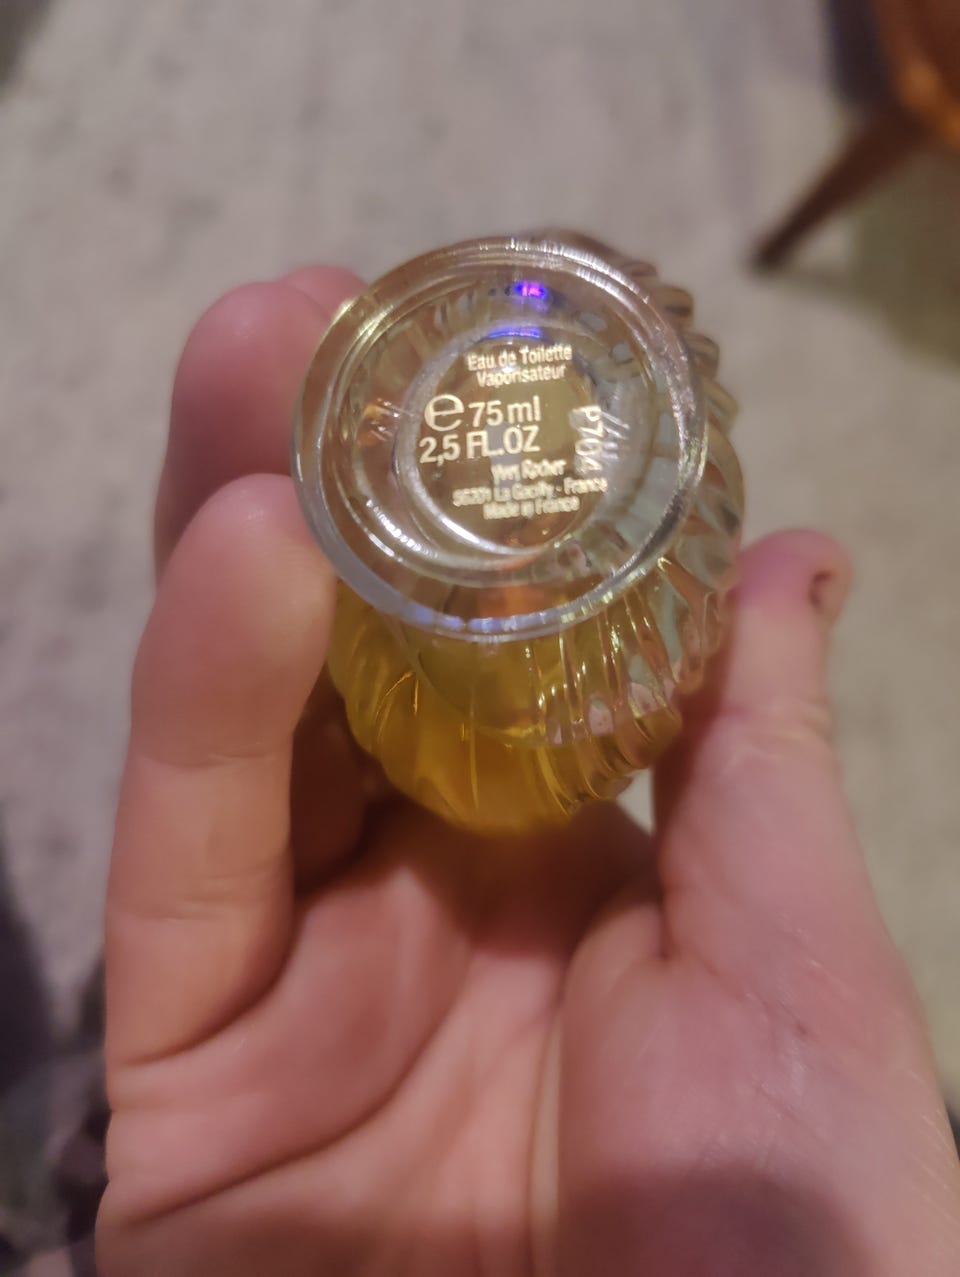 Eau de Toilette
Vaporisateur
e 75 ml
2,5 FL.OZ
Yves Rocher
56201 La Gacilly - France
Made in France
P704